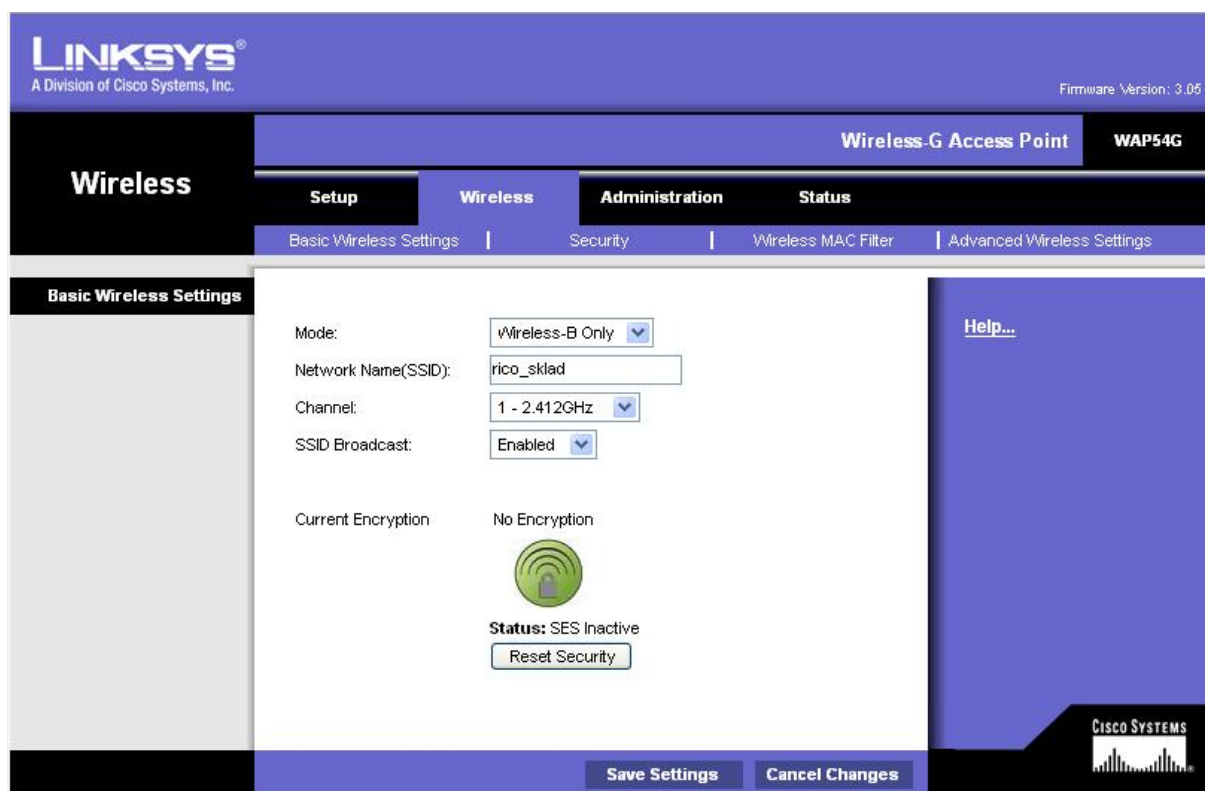 LINKSYS®
A Division of Cisco Systems, Inc.
Firmware Version: 3.05
Wireless
Wireless-G Access Point WAP54G
Setup Wireless Administration Status
Basic Wireless Settings | Security | Wireless MAC Filter | Advanced Wireless Settings
Basic Wireless Settings
Help...
Mode: Wireless-B Only
Network Name(SSID): rico_sklad
Channel: 1 - 2.412GHz
SSID Broadcast: Enabled
Current Encryption No Encryption
Status: SES Inactive
Reset Security
CISCO SYSTEMS
®
Save Settings Cancel Changes